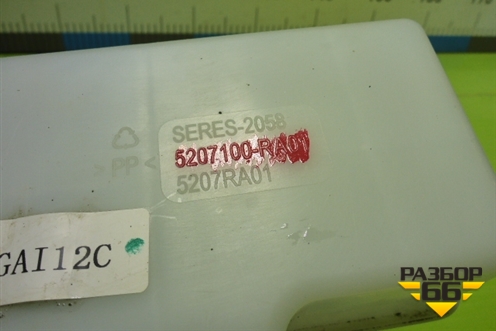 SERES-2058
5207100-RA01
> PP <
5207RA01
GAI12C
РАЗБОР
66